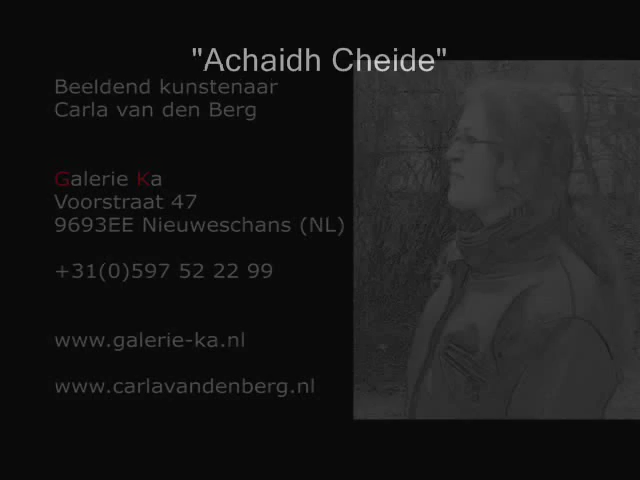 "Achaidh Cheide"
Beeldend kunstenaar
Carla van den Berg
Galerie Ka
Voorstraat 47
9693EE Nieuweschans (NL)
+31(0)597 52 22 99
www.galerie-ka.nl
www.carlavandenberg.nl